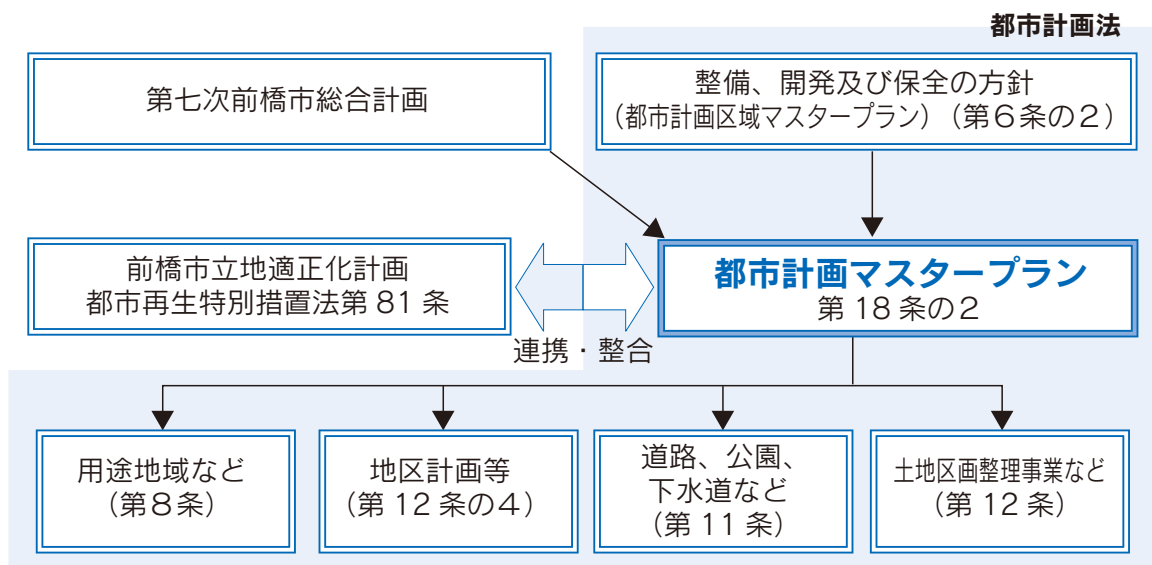 都市計画法
第七次前橋市総合計画
整備、開発及び保全の方針
（都市計画区域マスタープラン）（第６条の２）
前橋市立地適正化計画
都市再生特別措置法第 81 条
連携・整合
都市計画マスタープラン
第 18 条の２
用途地域など
（第８条）
地区計画等
（第 12 条の４）
道路、公園、
下水道など
（第 11 条）
土地区画整理事業など
（第 12 条）